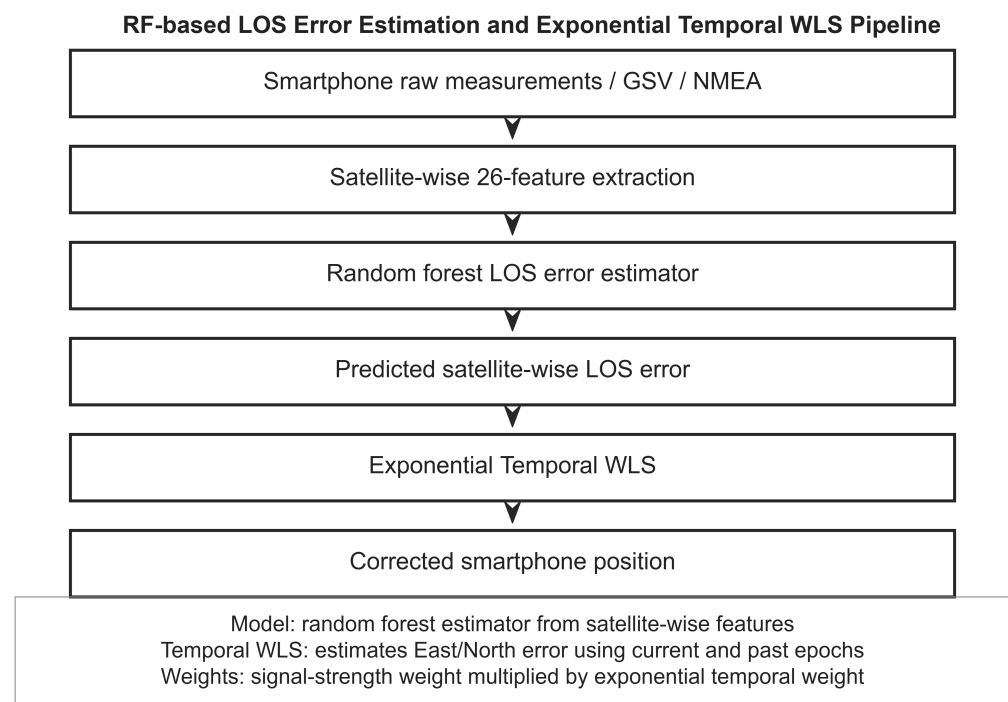 RF-based LOS Error Estimation and Exponential Temporal WLS Pipeline
Smartphone raw measurements / GSV / NMEA
Satellite-wise 26-feature extraction
Random forest LOS error estimator
Predicted satellite-wise LOS error
Exponential Temporal WLS
Corrected smartphone position
Model: random forest estimator from satellite-wise features
Temporal WLS: estimates East/North error using current and past epochs
Weights: signal-strength weight multiplied by exponential temporal weight